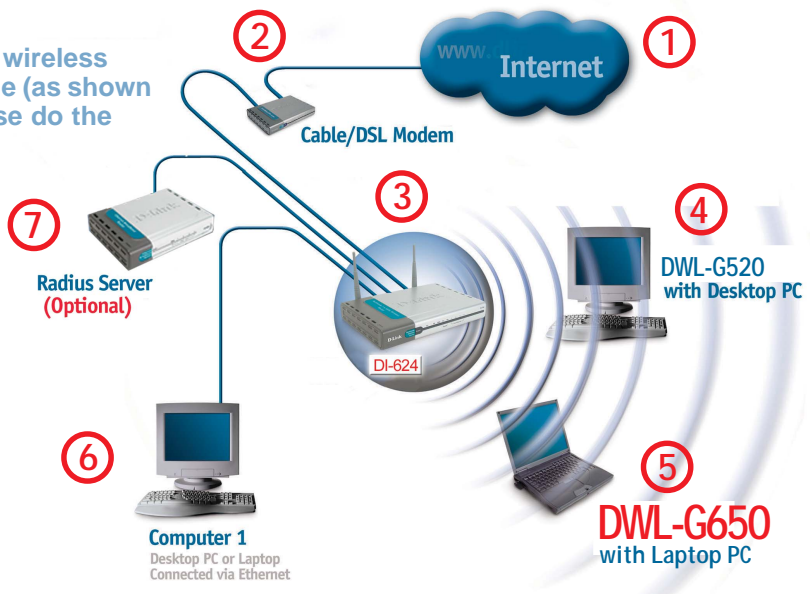 wireless
e (as shown
se do the
2
www.
Internet
1
Cable/DSL Modem
3
7
D-Link
4
Radius Server
(Optional)
DWL-G520
with Desktop PC
D-Link
DI-624
6
5
DWL-G650
with Laptop PC
Computer 1
Desktop PC or Laptop
Connected via Ethernet